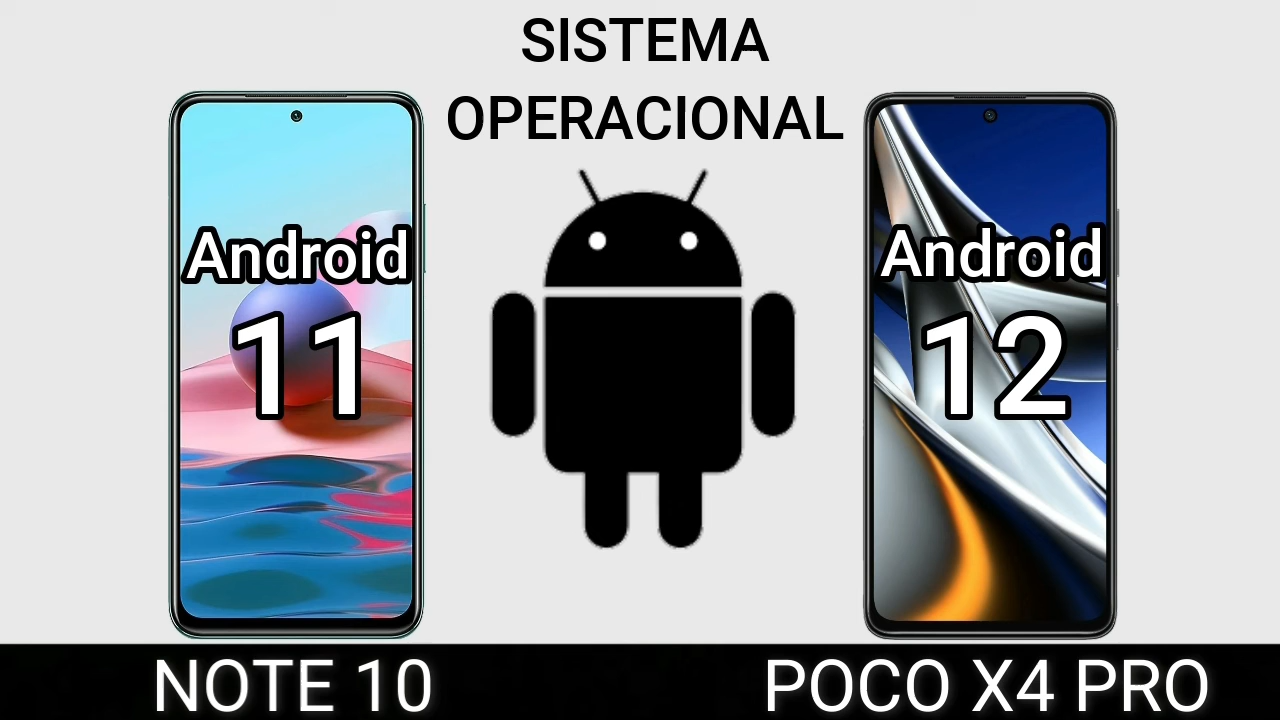 SISTEMA
OPERACIONAL
Android
11
Android
12
NOTE 10
POCO X4 PRO